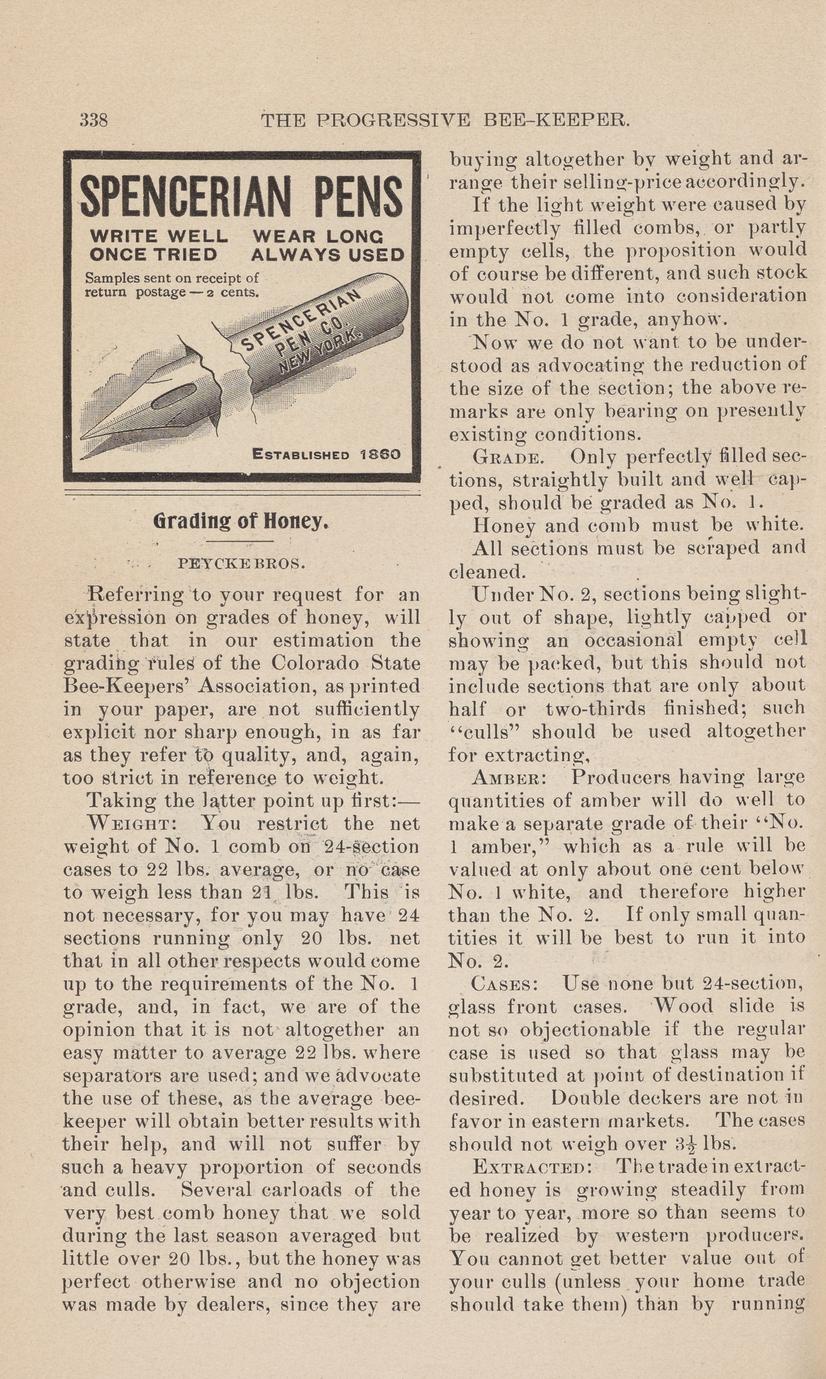 338
THE PROGRESSIVE BEE-KEEPER.
SPENCERIAN PENS
WRITE WELL WEAR LONG
ONCE TRIED ALWAYS USED
Samples sent on receipt of
return postage — 2 cents.
SPENCERIAN
PEN CO.
NEW YORK.
ESTABLISHED 1860
Grading of Honey.
PEYCKE BROS.
Referring to your request for an
expression on grades of honey, will
state that in our estimation the
grading rules of the Colorado State
Bee-Keepers' Association, as printed
in your paper, are not sufficiently
explicit nor sharp enough, in as far
as they refer to quality, and, again,
too strict in reference to weight.
Taking the latter point up first:—
WEIGHT: You restrict the net
weight of No. 1 comb on 24-section
cases to 22 lbs. average, or no case
to weigh less than 21 lbs. This is
not necessary, for you may have 24
sections running only 20 lbs. net
that in all other respects would come
up to the requirements of the No. 1
grade, and, in fact, we are of the
opinion that it is not altogether an
easy matter to average 22 lbs. where
separators are used; and we advocate
the use of these, as the average bee-
keeper will obtain better results with
their help, and will not suffer by
such a heavy proportion of seconds
and culls. Several carloads of the
very best comb honey that we sold
during the last season averaged but
little over 20 lbs., but the honey was
perfect otherwise and no objection
was made by dealers, since they are
buying altogether by weight and ar-
range their selling-price accordingly.
If the light weight were caused by
imperfectly filled combs, or partly
empty cells, the proposition would
of course be different, and such stock
would not come into consideration
in the No. 1 grade, anyhow.
Now we do not want to be under-
stood as advocating the reduction of
the size of the section; the above re-
marks are only bearing on presently
existing conditions.
GRADE. Only perfectly filled sec-
tions, straightly built and well cap-
ped, should be graded as No. 1.
Honey and comb must be white.
All sections must be scraped and
cleaned.
Under No. 2, sections being slight-
ly out of shape, lightly capped or
showing an occasional empty cell
may be packed, but this should not
include sections that are only about
half or two-thirds finished; such
"culls" should be used altogether
for extracting,
AMBER: Producers having large
quantities of amber will do well to
make a separate grade of their "No.
1 amber," which as a rule will be
valued at only about one cent below
No. 1 white, and therefore higher
than the No. 2. If only small quan-
tities it will be best to run it into
No. 2.
CASES: Use none but 24-section,
glass front cases. Wood slide is
not so objectionable if the regular
case is used so that glass may be
substituted at point of destination if
desired. Double deckers are not in
favor in eastern markets. The cases
should not weigh over 3½ lbs.
EXTRACTED: The trade in extract-
ed honey is growing steadily from
year to year, more so than seems to
be realized by western producers.
You cannot get better value out of
your culls (unless your home trade
should take them) than by running